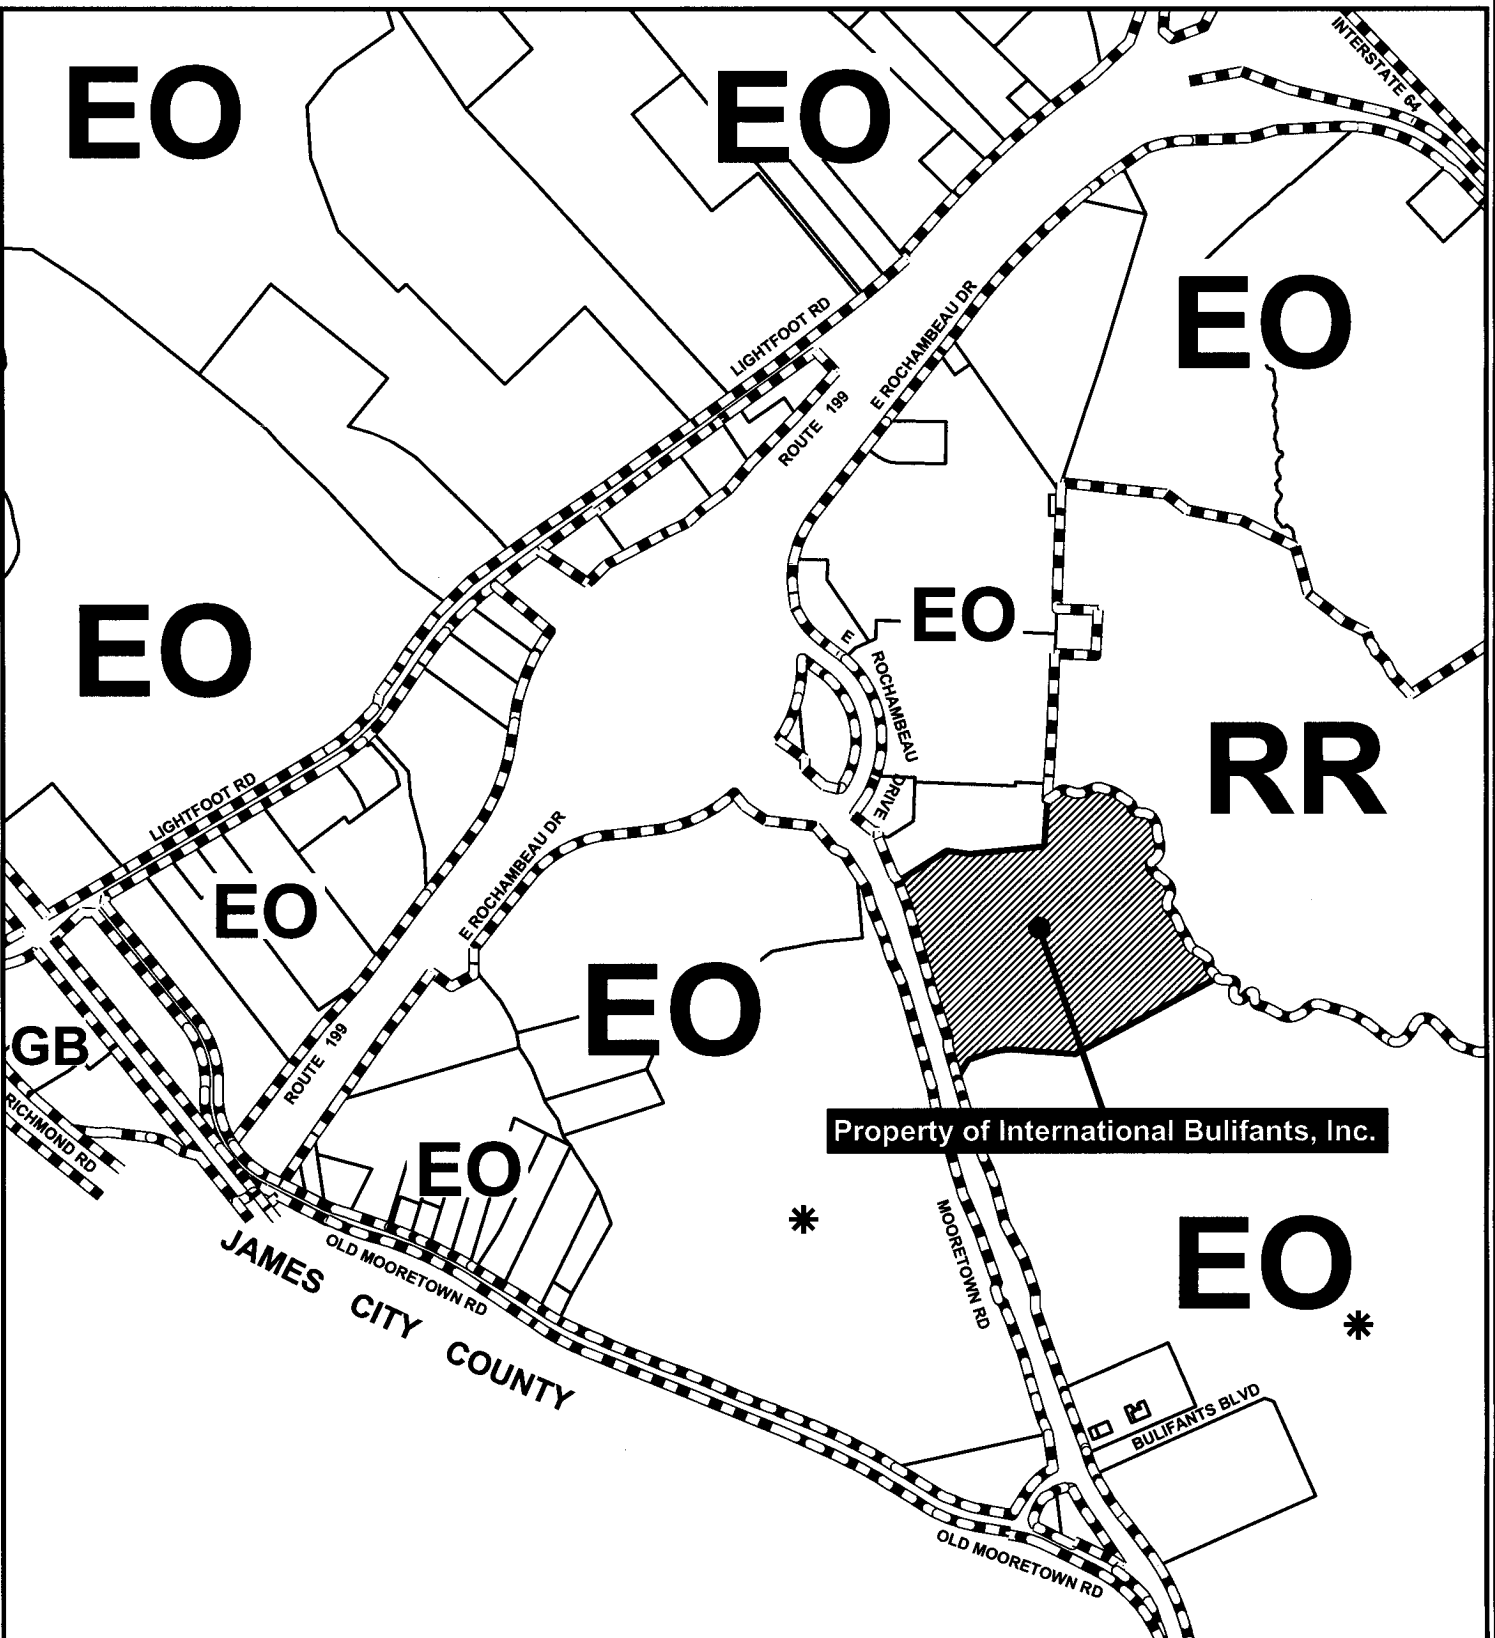 EO
EO
INTERSTATE 64
EO
LIGHTFOOT RD
E ROCHAMBEAU DR
ROUTE 199
EO
EO
E ROCHAMBEAU DRIVE
RR
LIGHTFOOT RD
E ROCHAMBEAU DR
EO
EO
GB
ROUTE 199
RICHMOND RD
Property of International Bulifants, Inc.
EO
MOORETOWN RD
EO
OLD MOORETOWN RD
JAMES CITY COUNTY
BULIFANTS BLVD
OLD MOORETOWN RD